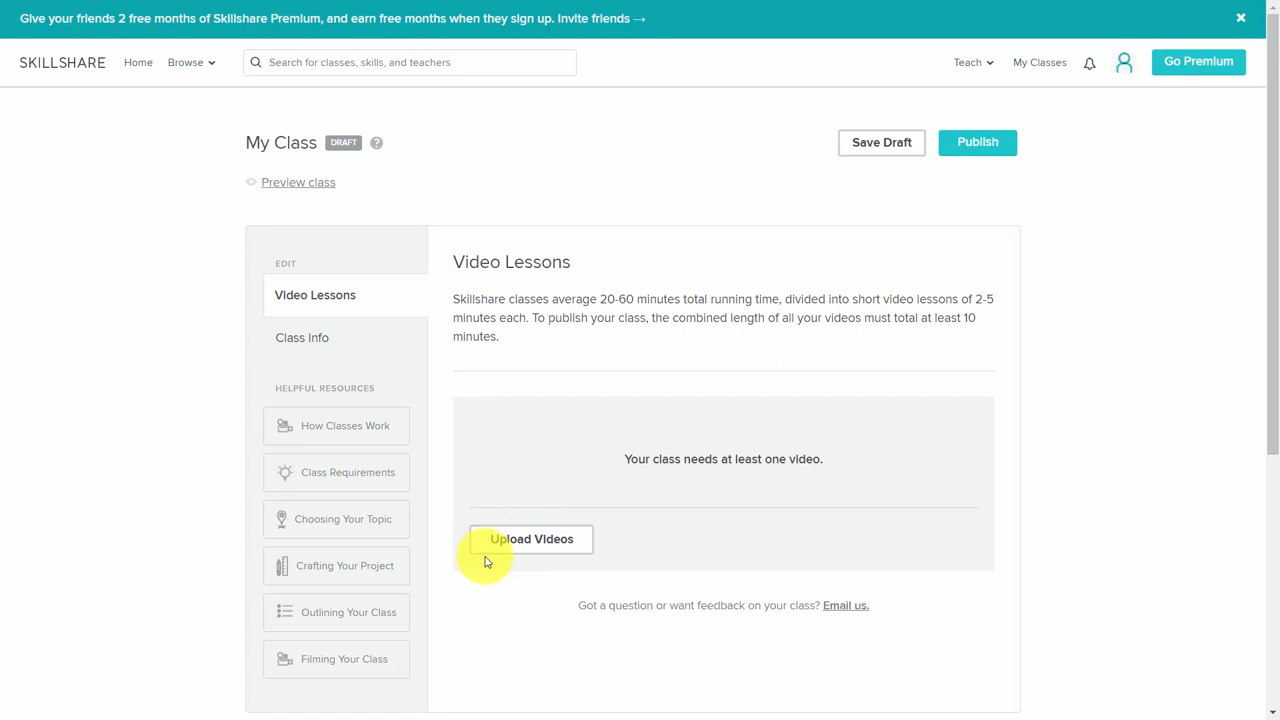 Give your friends 2 free months of Skillshare Premium, and earn free months when they sign up. Invite friends →
SKILLSHARE Home Browse Search for classes, skills, and teachers Teach My Classes Go Premium
My Class DRAFT ? Save Draft Publish
Preview class
EDIT
Video Lessons
Class Info
HELPFUL RESOURCES
How Classes Work
Class Requirements
Choosing Your Topic
Crafting Your Project
Outlining Your Class
Filming Your Class
Video Lessons
Skillshare classes average 20-60 minutes total running time, divided into short video lessons of 2-5
minutes each. To publish your class, the combined length of all your videos must total at least 10
minutes.
Your class needs at least one video.
Upload Videos
Got a question or want feedback on your class? Email us.